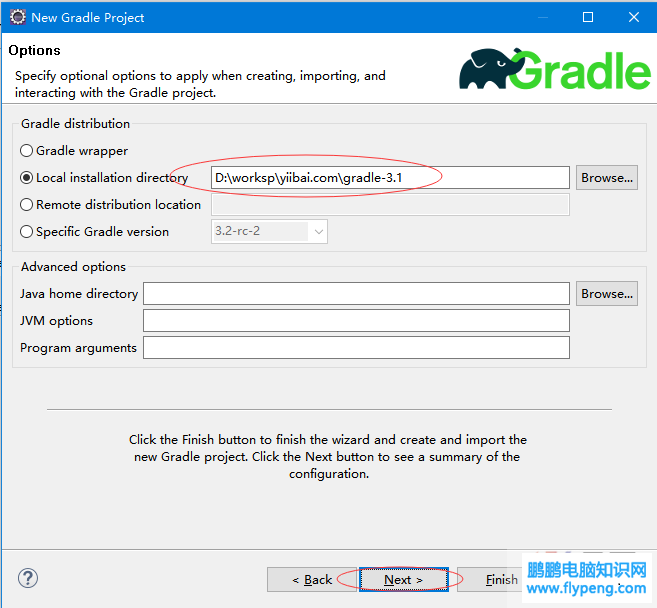 New Gradle Project
Options
Specify optional options to apply when creating, importing, and
interacting with the Gradle project.
Gradle
Gradle distribution
Gradle wrapper
Local installation directory D:\worksp\yiibai.com\gradle-3.1 Browse...
Remote distribution location
Specific Gradle version 3.2-rc-2
Advanced options
Java home directory Browse...
JVM options
Program arguments
Click the Finish button to finish the wizard and create and import the
new Gradle project. Click the Next button to see a summary of the
configuration.
? < Back Next > Finish
鹏鹏电脑知识网
www.flypeng.com